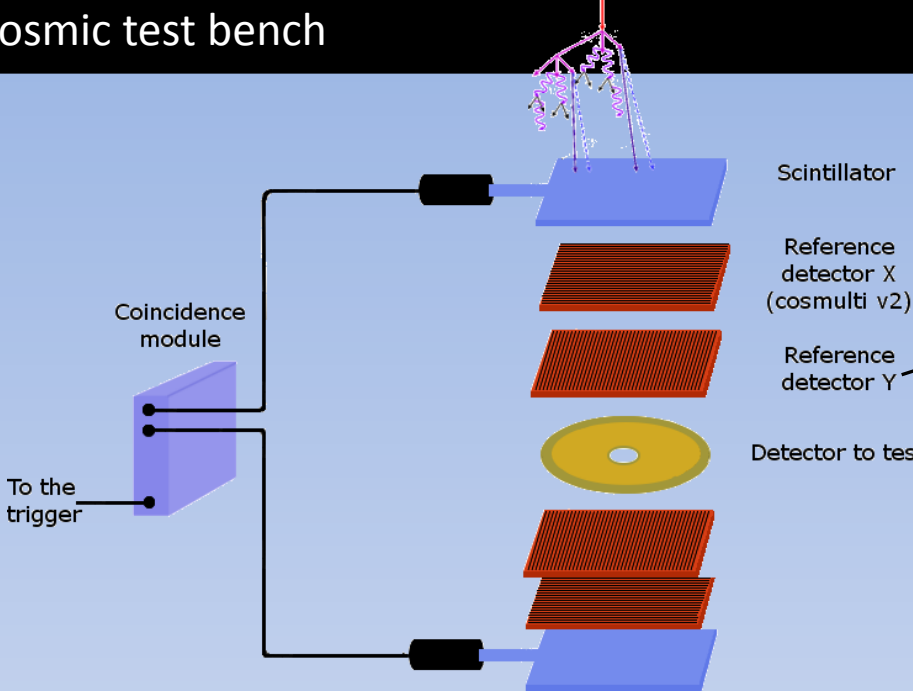 osmic test bench
Scintillator
Reference
detector X
(cosmulti v2)
Coincidence
module
Reference
detector Y
Detector to tes
To the
trigger